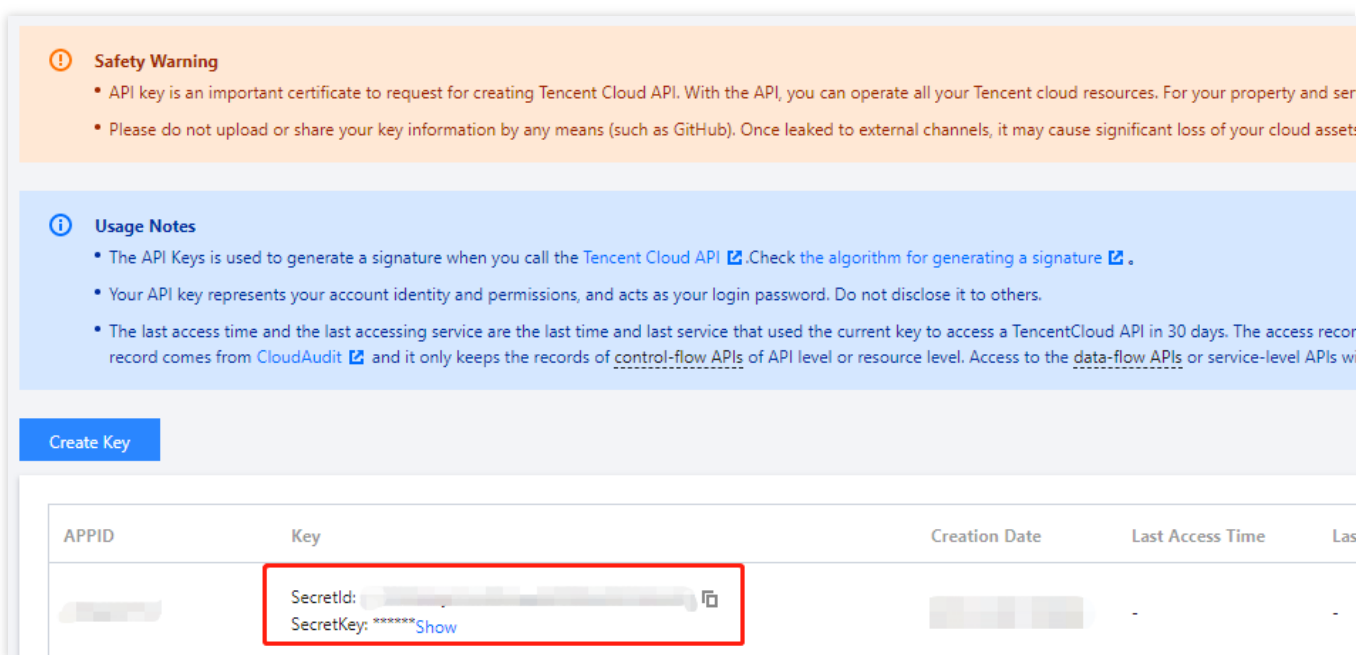 Safety Warning
• API key is an important certificate to request for creating Tencent Cloud API. With the API, you can operate all your Tencent cloud resources. For your property and ser
• Please do not upload or share your key information by any means (such as GitHub). Once leaked to external channels, it may cause significant loss of your cloud assets
Usage Notes
• The API Keys is used to generate a signature when you call the Tencent Cloud API .Check the algorithm for generating a signature 。
• Your API key represents your account identity and permissions, and acts as your login password. Do not disclose it to others.
• The last access time and the last accessing service are the last time and last service that used the current key to access a TencentCloud API in 30 days. The access recor
record comes from CloudAudit and it only keeps the records of control-flow APIs of API level or resource level. Access to the data-flow APIs or service-level APIs wi
Create Key
APPID Key Creation Date Last Access Time Las
SecretId:
SecretKey: ******Show - -